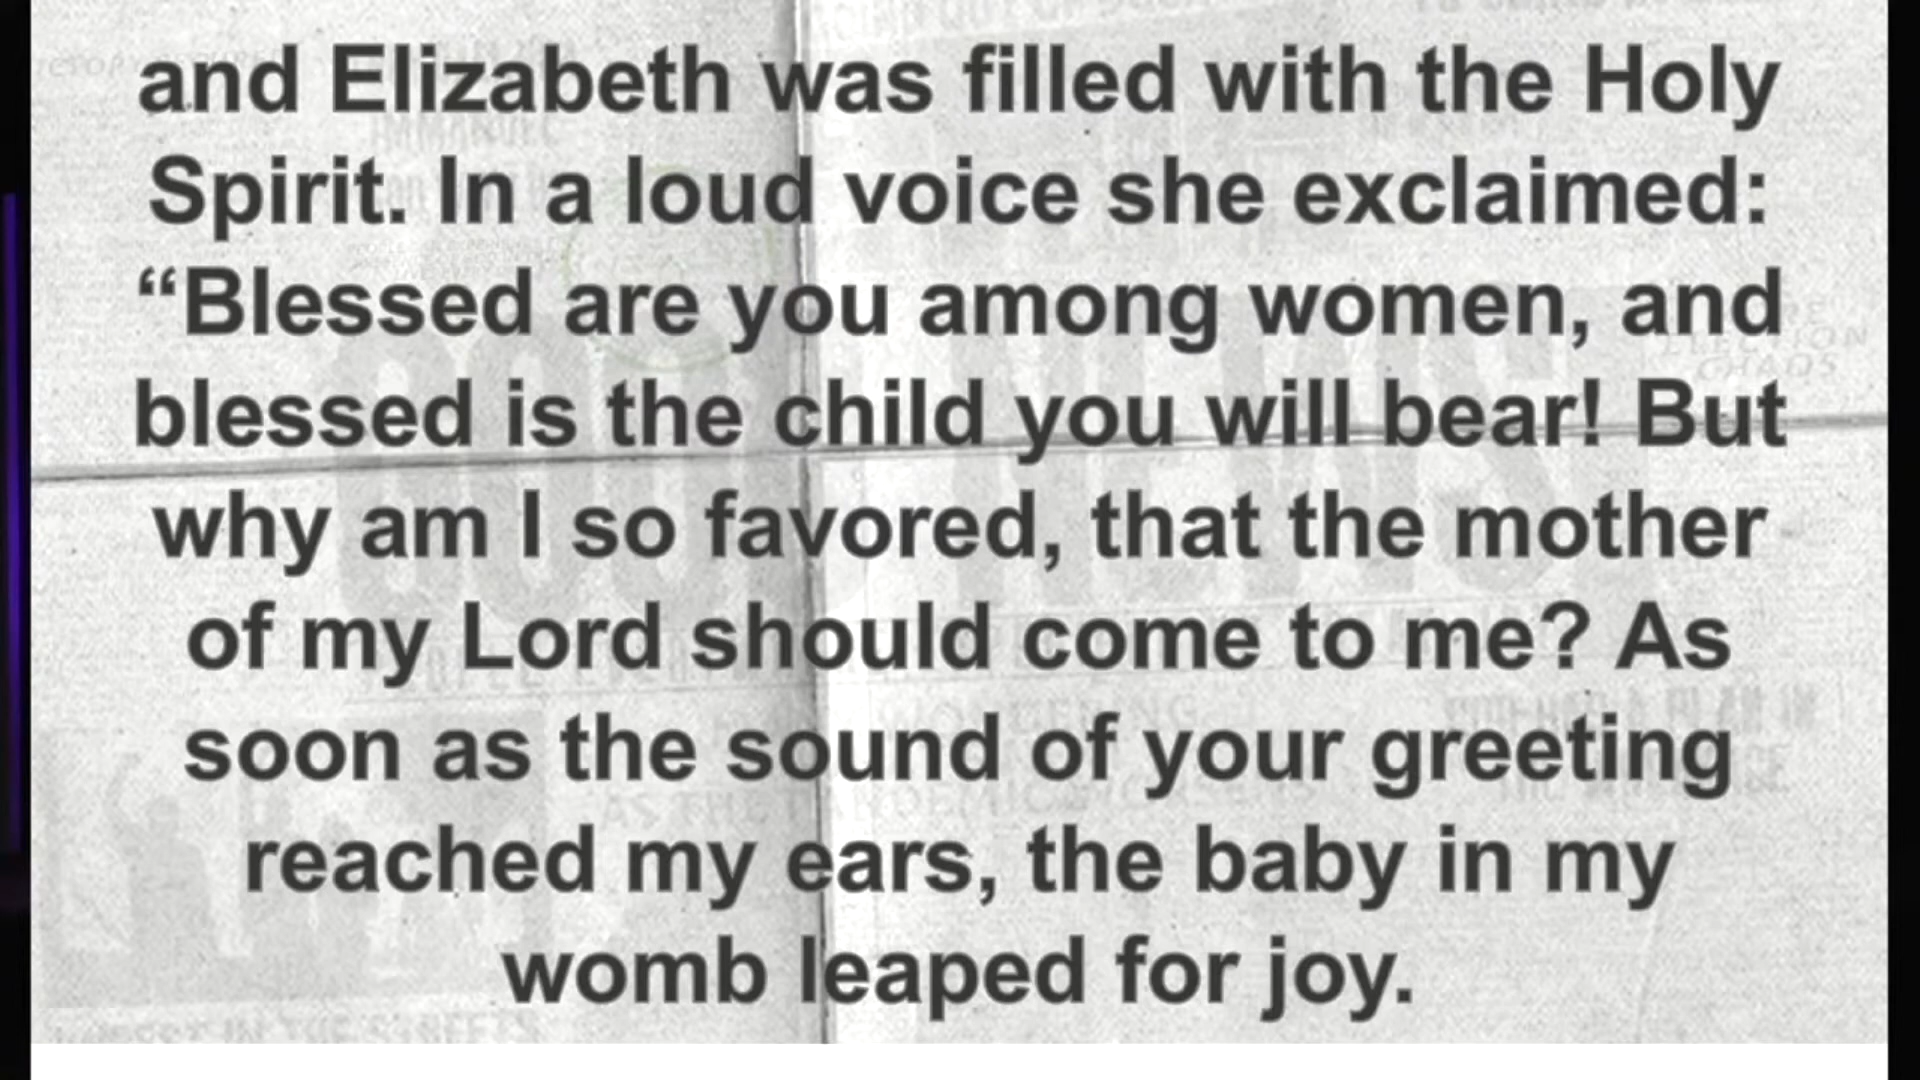 and Elizabeth was filled with the Holy
Spirit. In a loud voice she exclaimed:
“Blessed are you among women, and
blessed is the child you will bear! But
why am I so favored, that the mother
of my Lord should come to me? As
soon as the sound of your greeting
reached my ears, the baby in my
womb leaped for joy.